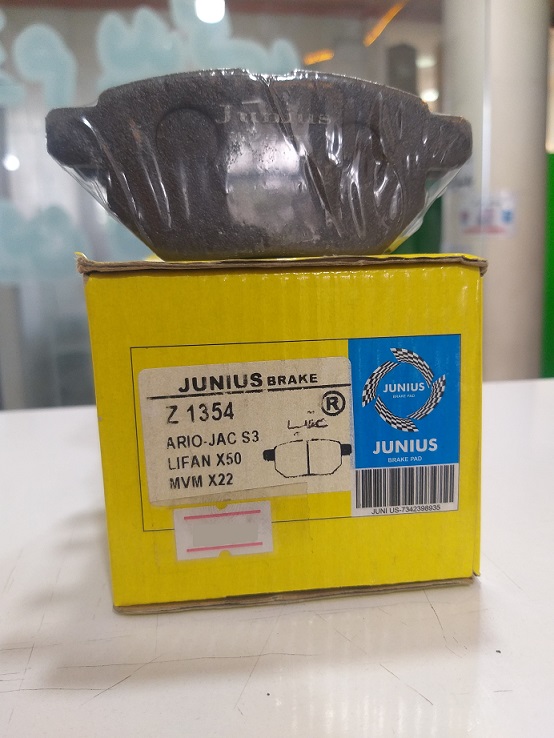 Junius
JUNIUS BRAKE
Z 1354
®
ARIO-JAC S3
LIFAN X50
MVM X22
JUNIUS
BRAKE PAD
JUNIUS
BRAKE PAD
JUNI US-7342398935